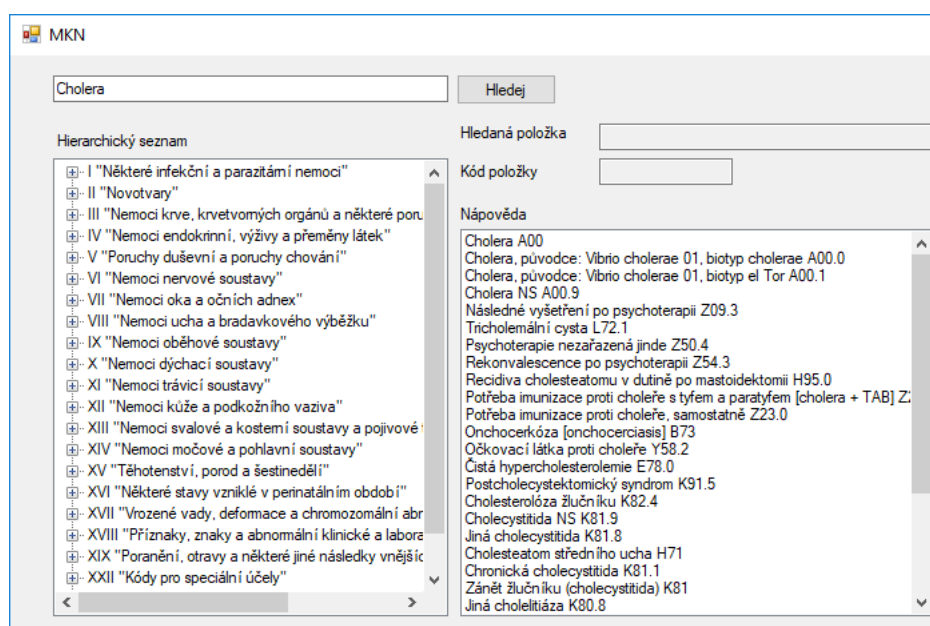 MKN
Cholera
Hledej
Hierarchický seznam
I "Některé infekční a parazitární nemoci"
II "Novotvary"
III "Nemoci krve, krvetvorných orgánů a některé poru
IV "Nemoci endokrinní, výživy a přeměny látek"
V "Poruchy duševní a poruchy chování"
VI "Nemoci nervové soustavy"
VII "Nemoci oka a očních adnex"
VIII "Nemoci ucha a bradavkového výběžku"
IX "Nemoci oběhové soustavy"
X "Nemoci dýchací soustavy"
XI "Nemoci trávicí soustavy"
XII "Nemoci kůže a podkožního vaziva"
XIII "Nemoci svalové a kosterní soustavy a pojivové
XIV "Nemoci močové a pohlavní soustavy"
XV "Těhotenství, porod a šestinedělí"
XVI "Některé stavy vzniklé v perinatálním období"
XVII "Vrozené vady, deformace a chromozomální abn
XVIII "Příznaky, znaky a abnormální klinické a labora
XIX "Poranění, otravy a některé jiné následky vnějšíc
XXII "Kódy pro speciální účely"
Hledaná položka
Kód položky
Nápověda
Cholera A00
Cholera, původce: Vibrio cholerae 01, biotyp cholerae A00.0
Cholera, původce: Vibrio cholerae 01, biotyp el Tor A00.1
Cholera NS A00.9
Následné vyšetření po psychoterapii Z09.3
Tricholemální cysta L72.1
Psychoterapie nezařazená jinde Z50.4
Rekonvalescence po psychoterapii Z54.3
Recidiva cholesteatomu v dutině po mastoidektomii H95.0
Potřeba imunizace proti choleře s tyfem a paratyfem [cholera + TAB] Z2
Potřeba imunizace proti choleře, samostatně Z23.0
Onchocerkóza [onchocerciasis] B73
Očkovací látka proti choleře Y58.2
Čistá hypercholesterolemie E78.0
Postcholecystektomický syndrom K91.5
Cholesterolóza žlučníku K82.4
Cholecystitida NS K81.9
Jiná cholecystitida K81.8
Cholesteatom středního ucha H71
Chronická cholecystitida K81.1
Zánět žlučníku (cholecystitida) K81
Jiná cholelitiáza K80.8